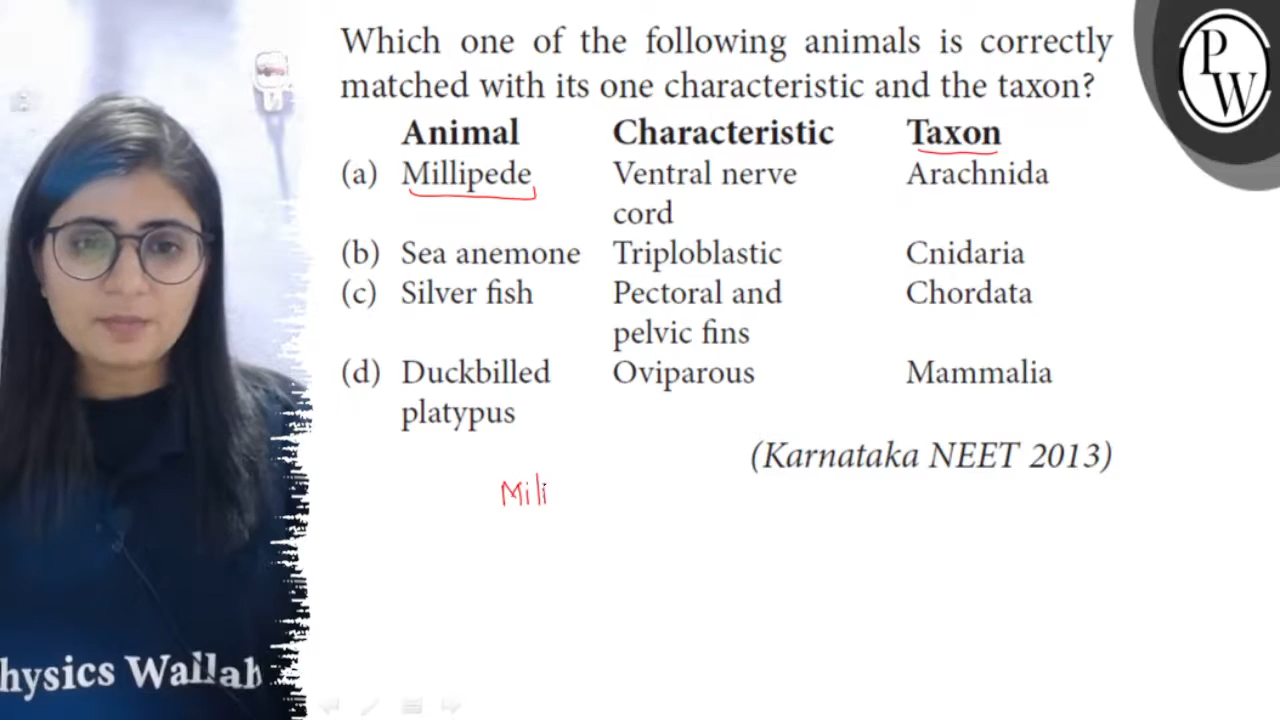 Which one of the following animals is correctly
matched with its one characteristic and the taxon?
Animal Characteristic Taxon
(a) Millipede Ventral nerve cord Arachnida
(b) Sea anemone Triploblastic Cnidaria
(c) Silver fish Pectoral and pelvic fins Chordata
(d) Duckbilled platypus Oviparous Mammalia
(Karnataka NEET 2013)
Mili
PW
hysics Wallah